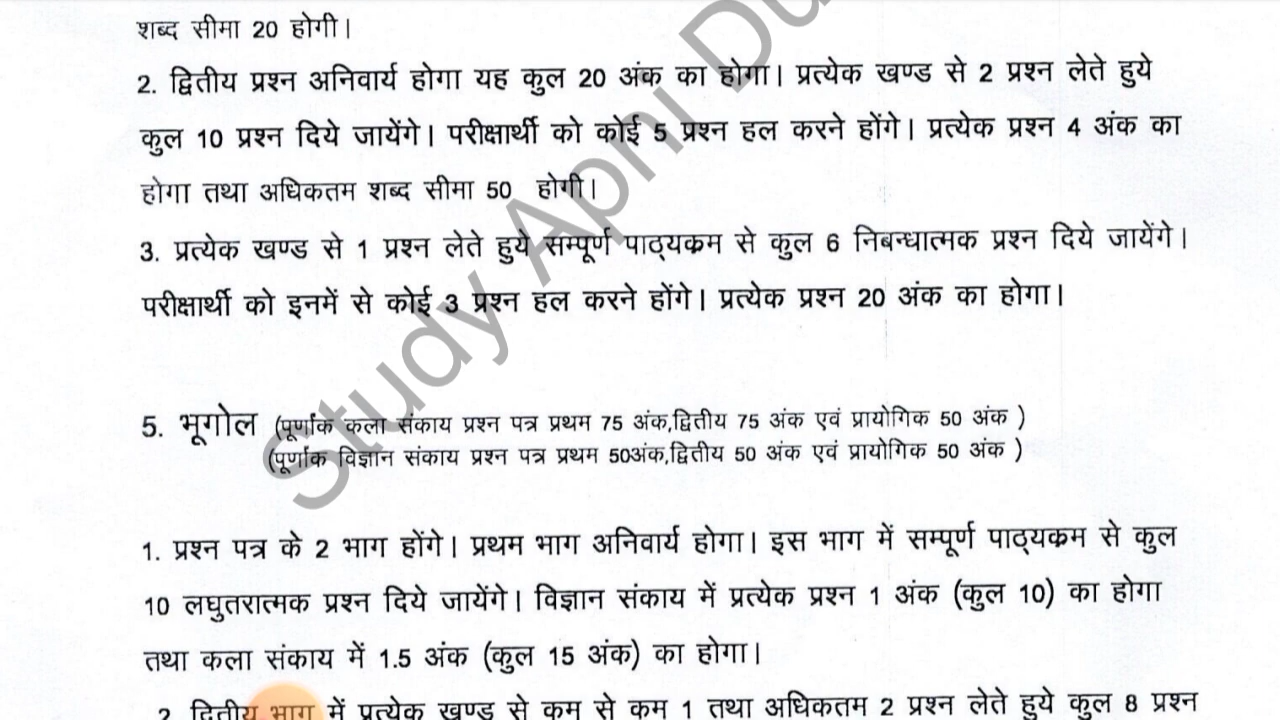 शब्द सीमा 20 होगी।
2. द्वितीय प्रश्न अनिवार्य होगा यह कुल 20 अंक का होगा। प्रत्येक खण्ड से 2 प्रश्न लेते हुये
कुल 10 प्रश्न दिये जायेंगे। परीक्षार्थी को कोई 5 प्रश्न हल करने होंगे। प्रत्येक प्रश्न 4 अंक का
होगा तथा अधिकतम शब्द सीमा 50 होगी।
3. प्रत्येक खण्ड से 1 प्रश्न लेते हुये सम्पूर्ण पाठ्यक्रम से कुल 6 निबन्धात्मक प्रश्न दिये जायेंगे।
परीक्षार्थी को इनमें से कोई 3 प्रश्न हल करने होंगे। प्रत्येक प्रश्न 20 अंक का होगा।
5. भूगोल (पूर्णाक कला संकाय प्रश्न पत्र प्रथम 75 अंक,द्वितीय 75 अंक एवं प्रायोगिक 50 अंक )
(पूर्णाक विज्ञान संकाय प्रश्न पत्र प्रथम 50अंक,द्वितीय 50 अंक एवं प्रायोगिक 50 अंक )
1. प्रश्न पत्र के 2 भाग होंगे। प्रथम भाग अनिवार्य होगा। इस भाग में सम्पूर्ण पाठ्यक्रम से कुल
10 लघुतरात्मक प्रश्न दिये जायेंगे। विज्ञान संकाय में प्रत्येक प्रश्न 1 अंक (कुल 10) का होगा
तथा कला संकाय में 1.5 अंक (कुल 15 अंक) का होगा।
2. द्वितीय भाग में प्रत्येक खण्ड से कम से कम 1 तथा अधिकतम 2 प्रश्न लेते हुये कुल 8 प्रश्न
Study Apni Du